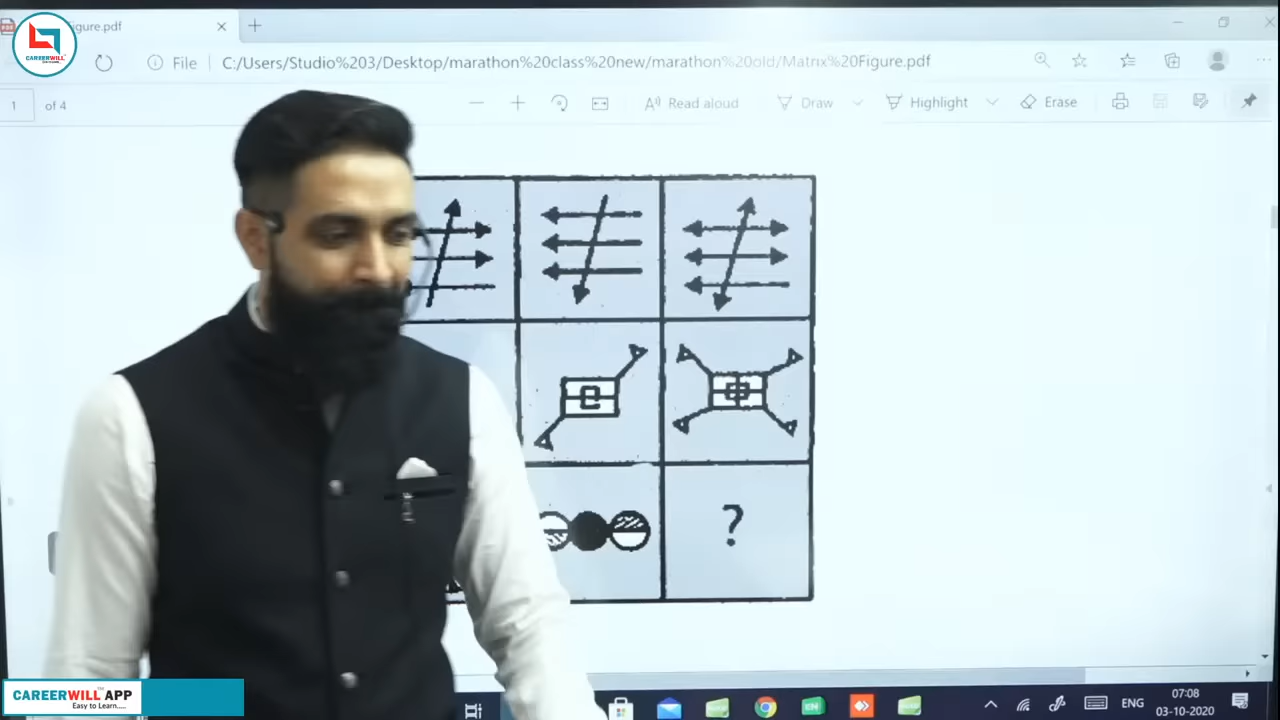 CAREERWILL
igure.pdf
File
C:/Users/Studio%203/Desktop/marathon%20class%20new/marathon%20old/Matrix%20Figure.pdf
1 of 4
A Read aloud
Draw
Highlight
Erase
?
CAREERWILL APP
Easy to Learn.....
ENG
07:08
03-10-2020